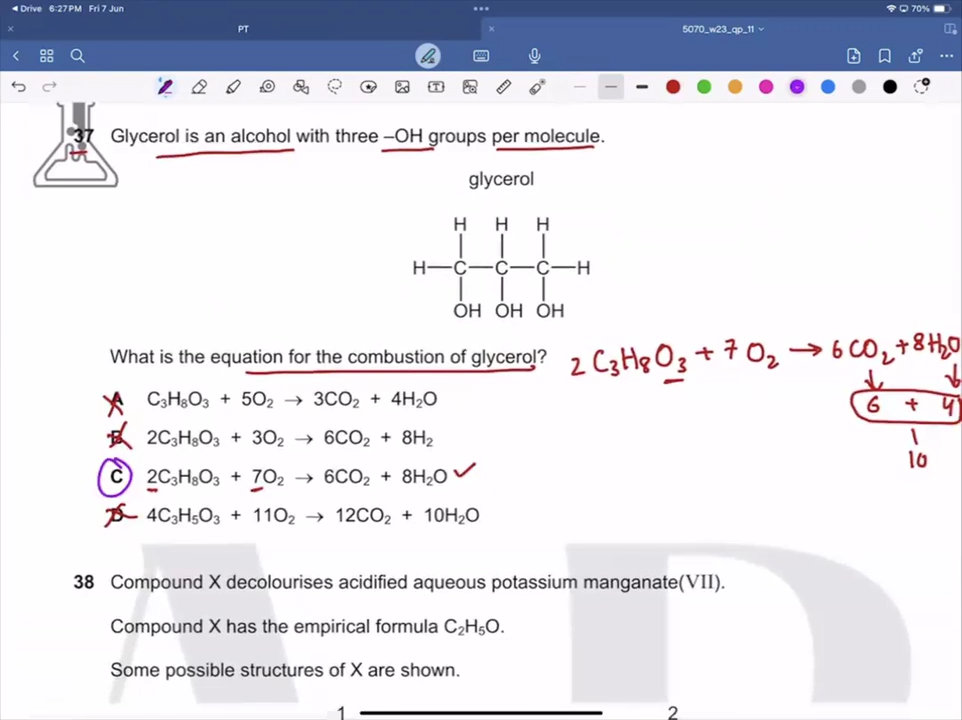 Drive 6:27 PM Fri 7 Jun 70%
PT 5070_w23_qp_11
37 Glycerol is an alcohol with three –OH groups per molecule.
glycerol
H H H
H C C C H
OH OH OH
What is the equation for the combustion of glycerol?
2 C₃H₈O₃ + 7 O₂ → 6 CO₂ + 8 H₂O
6 + 4
10
A C₃H₈O₃ + 5O₂ → 3CO₂ + 4H₂O
B 2C₃H₈O₃ + 3O₂ → 6CO₂ + 8H₂
C 2C₃H₈O₃ + 7O₂ → 6CO₂ + 8H₂O
D 4C₃H₅O₃ + 11O₂ → 12CO₂ + 10H₂O
38 Compound X decolourises acidified aqueous potassium manganate(VII).
Compound X has the empirical formula C₂H₅O.
Some possible structures of X are shown.
1 2